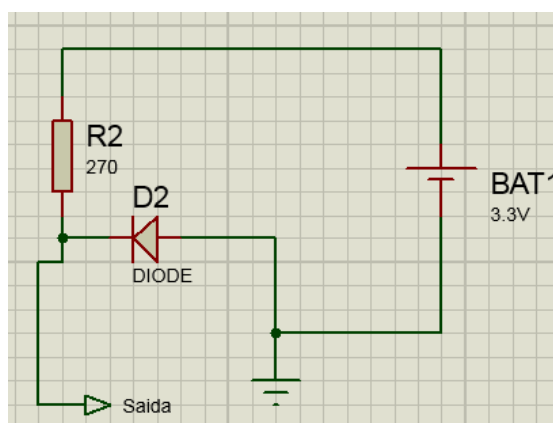 R2
270
D2
DIODE
BAT1
3.3V
Saida